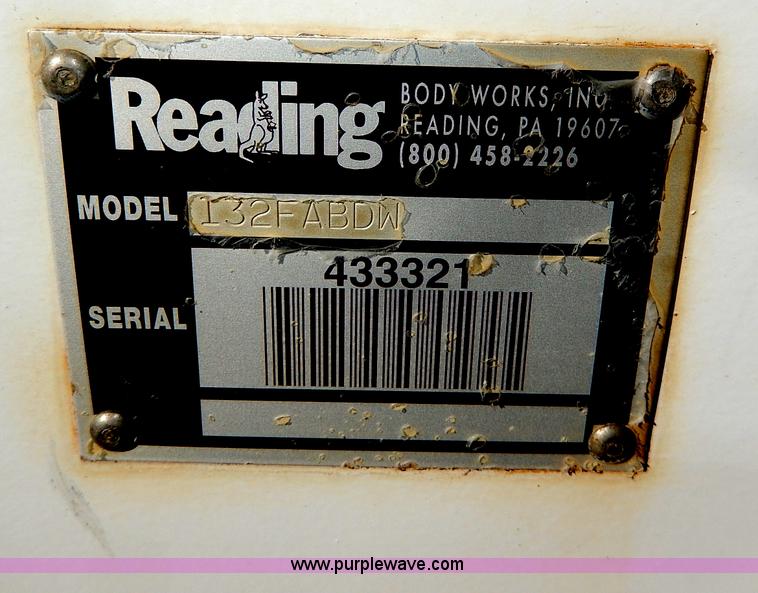 Reading
BODY WORKS, INC.
READING, PA 19607
(800) 458-2226
MODEL 132FABDW
433321
SERIAL
www.purplewave.com